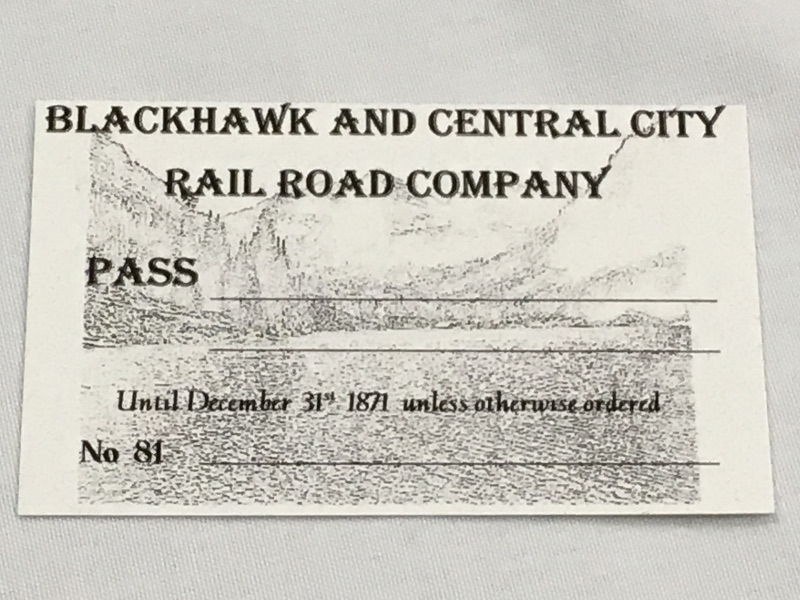 BLACKHAWK AND CENTRAL CITY
RAIL ROAD COMPANY
PASS
Until December 31st 1871 unless otherwise ordered
No 81